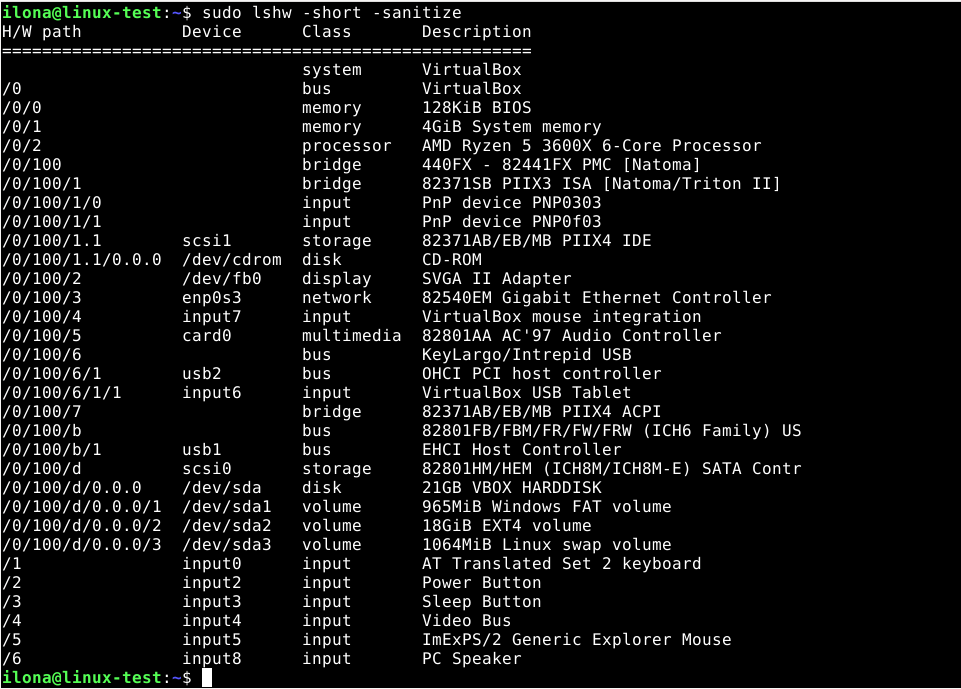 ilona@linux-test:~$ sudo lshw -short -sanitize
H/W path          Device      Class       Description
=====================================================
                              system      VirtualBox
/0                            bus         VirtualBox
/0/0                          memory      128KiB BIOS
/0/1                          memory      4GiB System memory
/0/2                          processor   AMD Ryzen 5 3600X 6-Core Processor
/0/100                        bridge      440FX - 82441FX PMC [Natoma]
/0/100/1                      bridge      82371SB PIIX3 ISA [Natoma/Triton II]
/0/100/1/0                    input       PnP device PNP0303
/0/100/1/1                    input       PnP device PNP0f03
/0/100/1.1        scsi1       storage     82371AB/EB/MB PIIX4 IDE
/0/100/1.1/0.0.0  /dev/cdrom  disk        CD-ROM
/0/100/2          /dev/fb0    display     SVGA II Adapter
/0/100/3          enp0s3      network     82540EM Gigabit Ethernet Controller
/0/100/4          input7      input       VirtualBox mouse integration
/0/100/5          card0       multimedia  82801AA AC'97 Audio Controller
/0/100/6                      bus         KeyLargo/Intrepid USB
/0/100/6/1        usb2        bus         OHCI PCI host controller
/0/100/6/1/1      input6      input       VirtualBox USB Tablet
/0/100/7                      bridge      82371AB/EB/MB PIIX4 ACPI
/0/100/b                      bus         82801FB/FBM/FR/FW/FRW (ICH6 Family) US
/0/100/b/1        usb1        bus         EHCI Host Controller
/0/100/d          scsi0       storage     82801HM/HEM (ICH8M/ICH8M-E) SATA Contr
/0/100/d/0.0.0    /dev/sda    disk        21GB VBOX HARDDISK
/0/100/d/0.0.0/1  /dev/sda1   volume      965MiB Windows FAT volume
/0/100/d/0.0.0/2  /dev/sda2   volume      18GiB EXT4 volume
/0/100/d/0.0.0/3  /dev/sda3   volume      1064MiB Linux swap volume
/1                input0      input       AT Translated Set 2 keyboard
/2                input2      input       Power Button
/3                input3      input       Sleep Button
/4                input4      input       Video Bus
/5                input5      input       ImExPS/2 Generic Explorer Mouse
/6                input8      input       PC Speaker
ilona@linux-test:~$